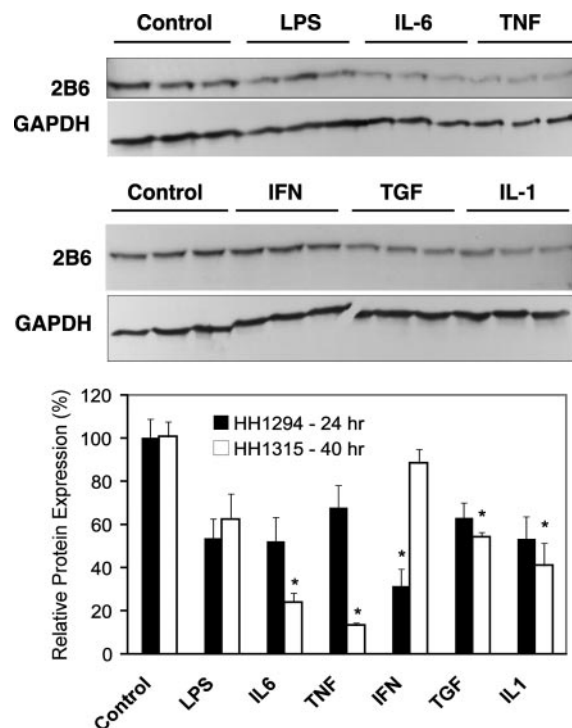 Control LPS IL-6 TNF
2B6
GAPDH
Control IFN TGF IL-1
2B6
GAPDH
120
100
80
60
40
20
0
Relative Protein Expression (%)
HH1294 - 24 hr
HH1315 - 40 hr
* * * * *
Control LPS IL6 TNF IFN TGF IL1